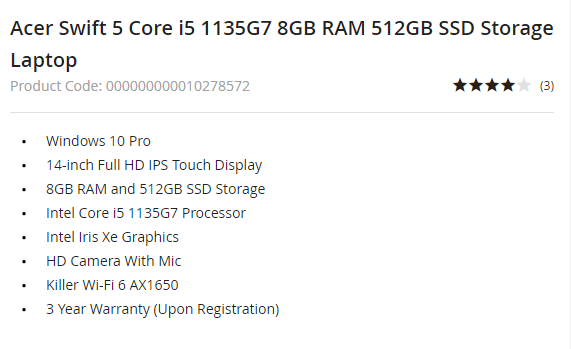 Acer Swift 5 Core i5 1135G7 8GB RAM 512GB SSD Storage
Laptop
Product Code: 000000000010278572
(3)
• Windows 10 Pro
• 14-inch Full HD IPS Touch Display
• 8GB RAM and 512GB SSD Storage
• Intel Core i5 1135G7 Processor
• Intel Iris Xe Graphics
• HD Camera With Mic
• Killer Wi-Fi 6 AX1650
• 3 Year Warranty (Upon Registration)